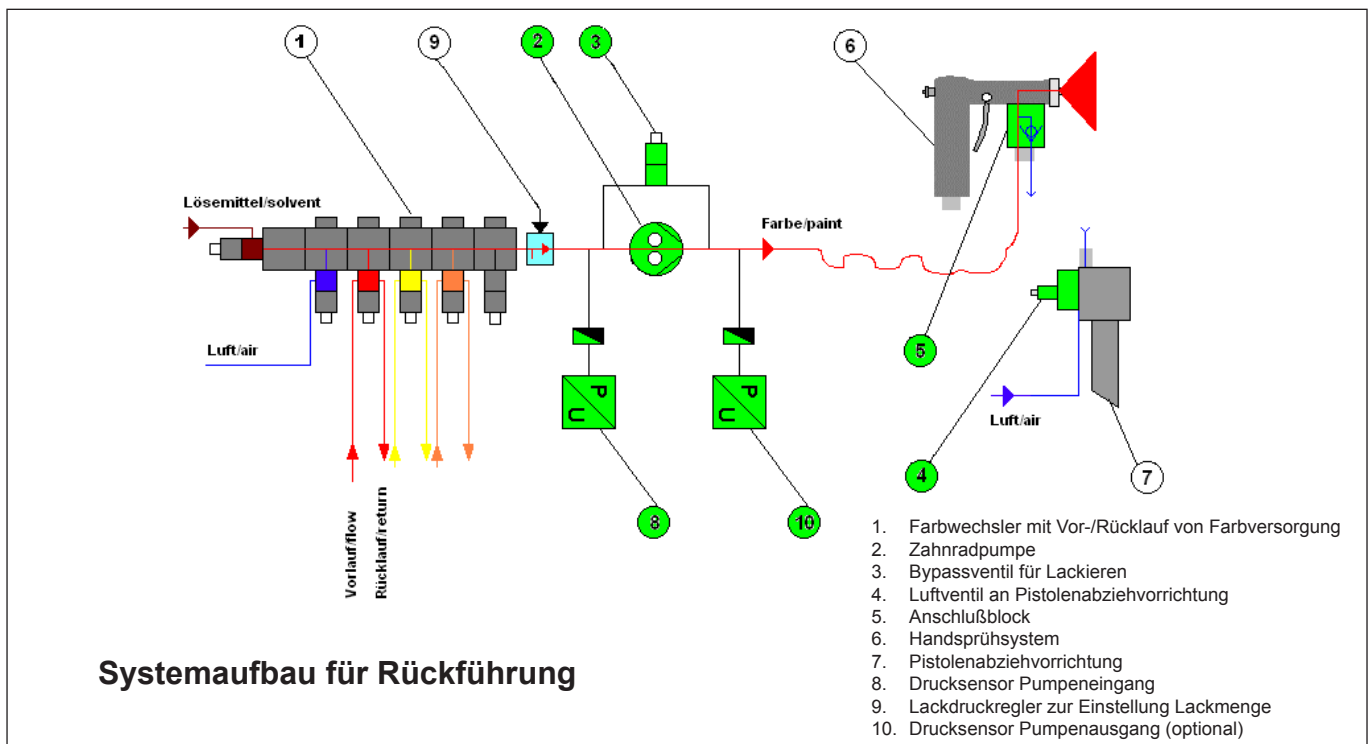 1
9
2
3
6
Lösemittel/solvent
Farbe/paint
Luft/air
5
P
U
P
U
Luft/air
4
7
8
10
Vorlauf/flow
Rücklauf/return
1. Farbwechsler mit Vor-/Rücklauf von Farbversorgung
2. Zahnradpumpe
3. Bypassventil für Lackieren
4. Luftventil an Pistolenabziehvorrichtung
5. Anschlußblock
6. Handsprühsystem
7. Pistolenabziehvorrichtung
8. Drucksensor Pumpeneingang
9. Lackdruckregler zur Einstellung Lackmenge
10. Drucksensor Pumpenausgang (optional)
Systemaufbau für Rückführung